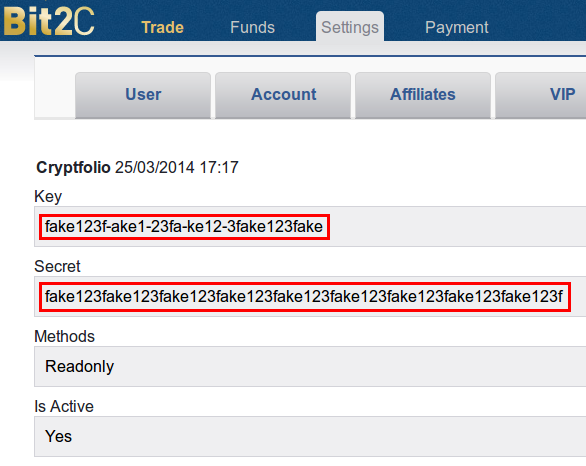 Bit2C
Trade Funds Settings Payment
User Account Affiliates VIP
Cryptfolio 25/03/2014 17:17
Key
fake123f-ake1-23fa-ke12-3fake123fake
Secret
fake123fake123fake123fake123fake123fake123fake123fake123fake123f
Methods
Readonly
Is Active
Yes